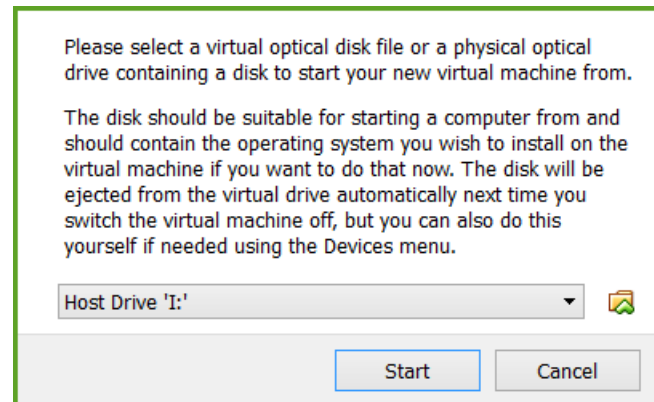 Please select a virtual optical disk file or a physical optical
drive containing a disk to start your new virtual machine from.
The disk should be suitable for starting a computer from and
should contain the operating system you wish to install on the
virtual machine if you want to do that now. The disk will be
ejected from the virtual drive automatically next time you
switch the virtual machine off, but you can also do this
yourself if needed using the Devices menu.
Host Drive 'I:'
Start Cancel